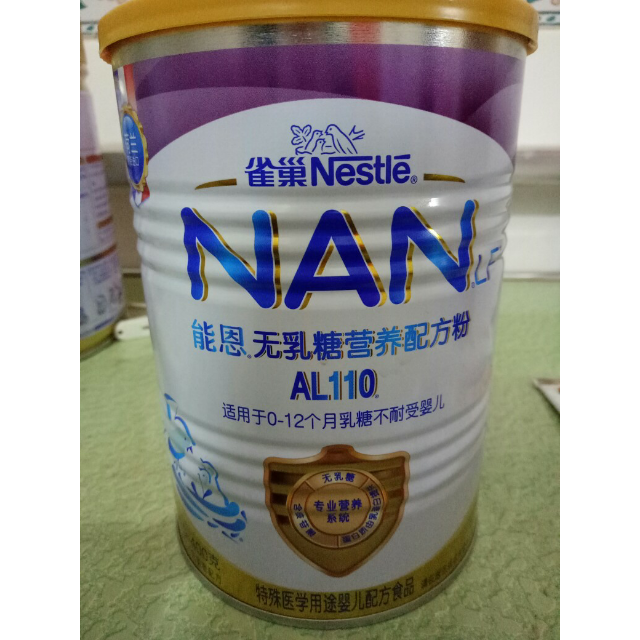 雀巢Nestlé®
NAN LF
能恩®无乳糖营养配方粉
AL110®
适用于0-12个月乳糖不耐受婴儿
无乳糖
专业营养
系统
特殊医学用途婴儿配方食品